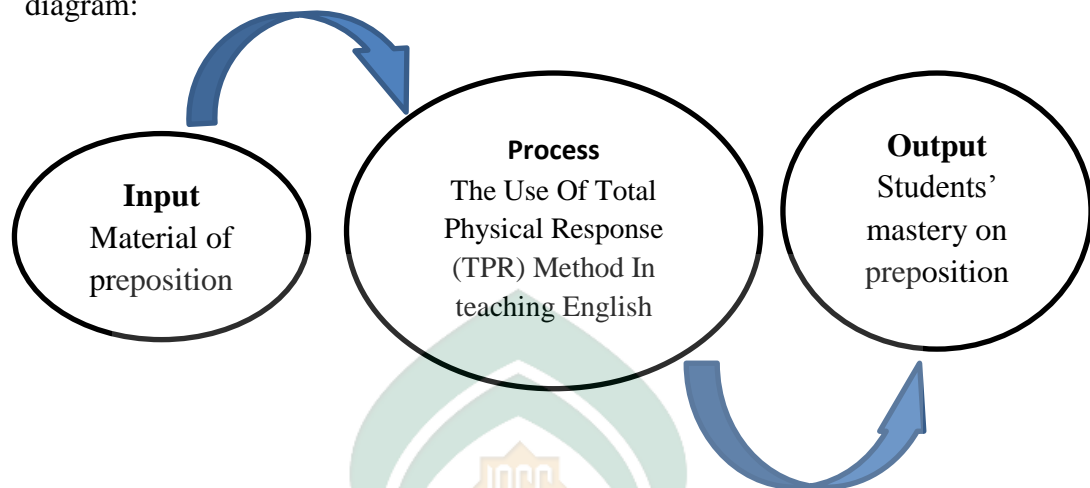 diagram:
Input
Material of
preposition
Process
The Use Of Total
Physical Response
(TPR) Method In
teaching English
Output
Students’
mastery on
preposition